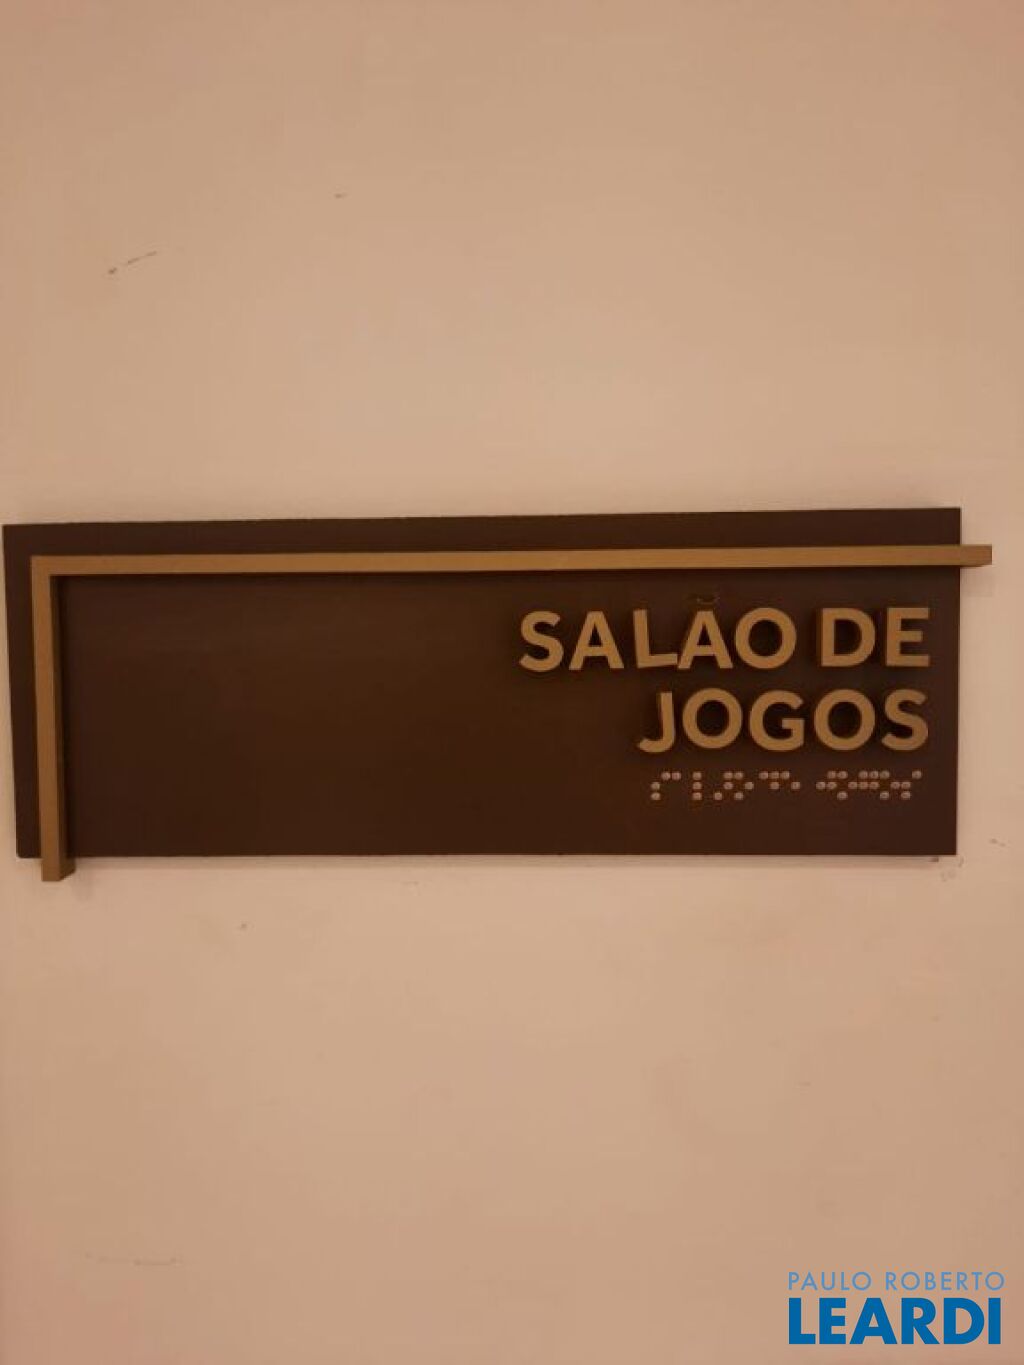 SALÃO DE
JOGOS
PAULO ROBERTO
LEARDI